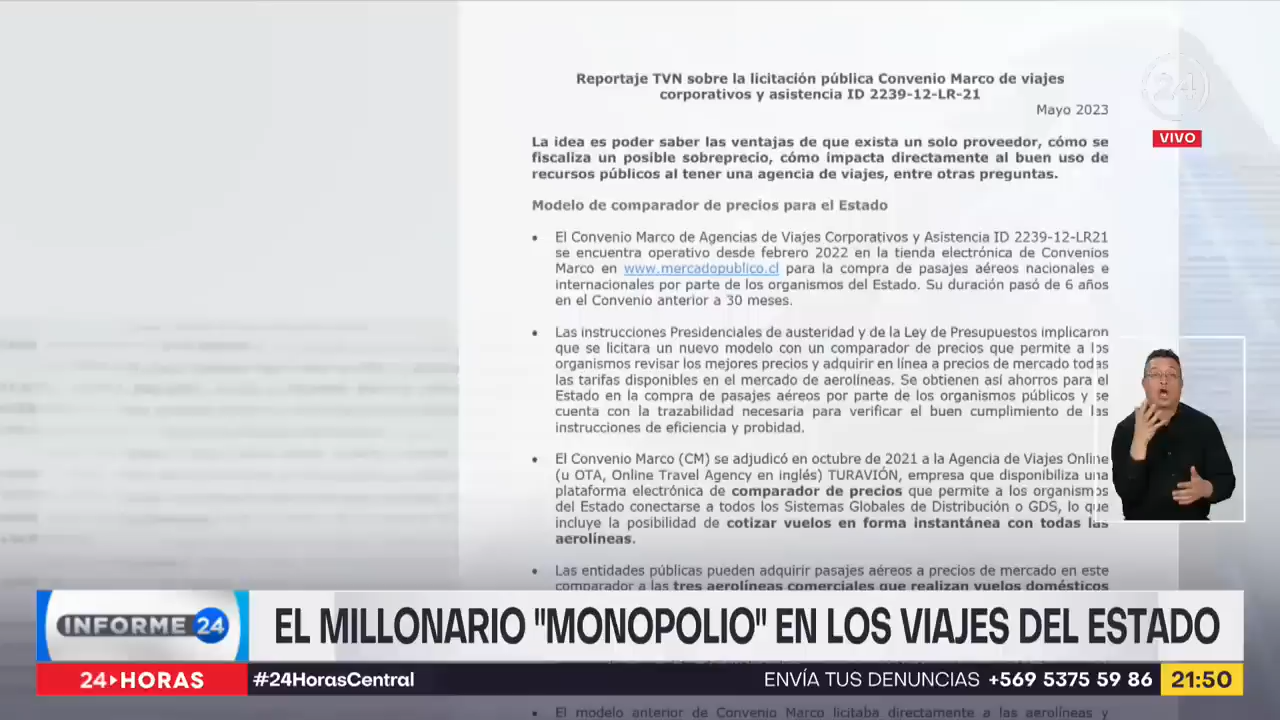 Reportaje TVN sobre la licitación pública Convenio Marco de viajes
corporativos y asistencia ID 2239-12-LR-21
Mayo 2023
24
VIVO
La idea es poder saber las ventajas de que exista un solo proveedor, cómo se
fiscaliza un posible sobreprecio, cómo impacta directamente al buen uso de
recursos públicos al tener una agencia de viajes, entre otras preguntas.
Modelo de comparador de precios para el Estado
• El Convenio Marco de Agencias de Viajes Corporativos y Asistencia ID 2239-12-LR21
se encuentra operativo desde febrero 2022 en la tienda electrónica de Convenios
Marco en www.mercadopublico.cl para la compra de pasajes aéreos nacionales e
internacionales por parte de los organismos del Estado. Su duración pasó de 6 años
en el Convenio anterior a 30 meses.
• Las instrucciones Presidenciales de austeridad y de la Ley de Presupuestos implicaron
que se licitara un nuevo modelo con un comparador de precios que permite a los
organismos revisar los mejores precios y adquirir en línea a precios de mercado todas
las tarifas disponibles en el mercado de aerolíneas. Se obtienen así ahorros para el
Estado en la compra de pasajes aéreos por parte de los organismos públicos y se
cuenta con la trazabilidad necesaria para verificar el buen cumplimiento de las
instrucciones de eficiencia y probidad.
• El Convenio Marco (CM) se adjudicó en octubre de 2021 a la Agencia de Viajes Online
(u OTA, Online Travel Agency en inglés) TURAVIÓN, empresa que disponibiliza una
plataforma electrónica de comparador de precios que permite a los organismos
del Estado conectarse a todos los Sistemas Globales de Distribución o GDS, lo que
incluye la posibilidad de cotizar vuelos en forma instantánea con todas las
aerolíneas.
• Las entidades públicas pueden adquirir pasajes aéreos a precios de mercado en este
comparador a las tres aerolíneas comerciales que realizan vuelos domésticos
INFORME 24
EL MILLONARIO "MONOPOLIO" EN LOS VIAJES DEL ESTADO
24 HORAS
#24HorasCentral
ENVÍA TUS DENUNCIAS +569 5375 59 86
21:50
• El modelo anterior de Convenio Marco licitaba directamente a las aerolíneas y